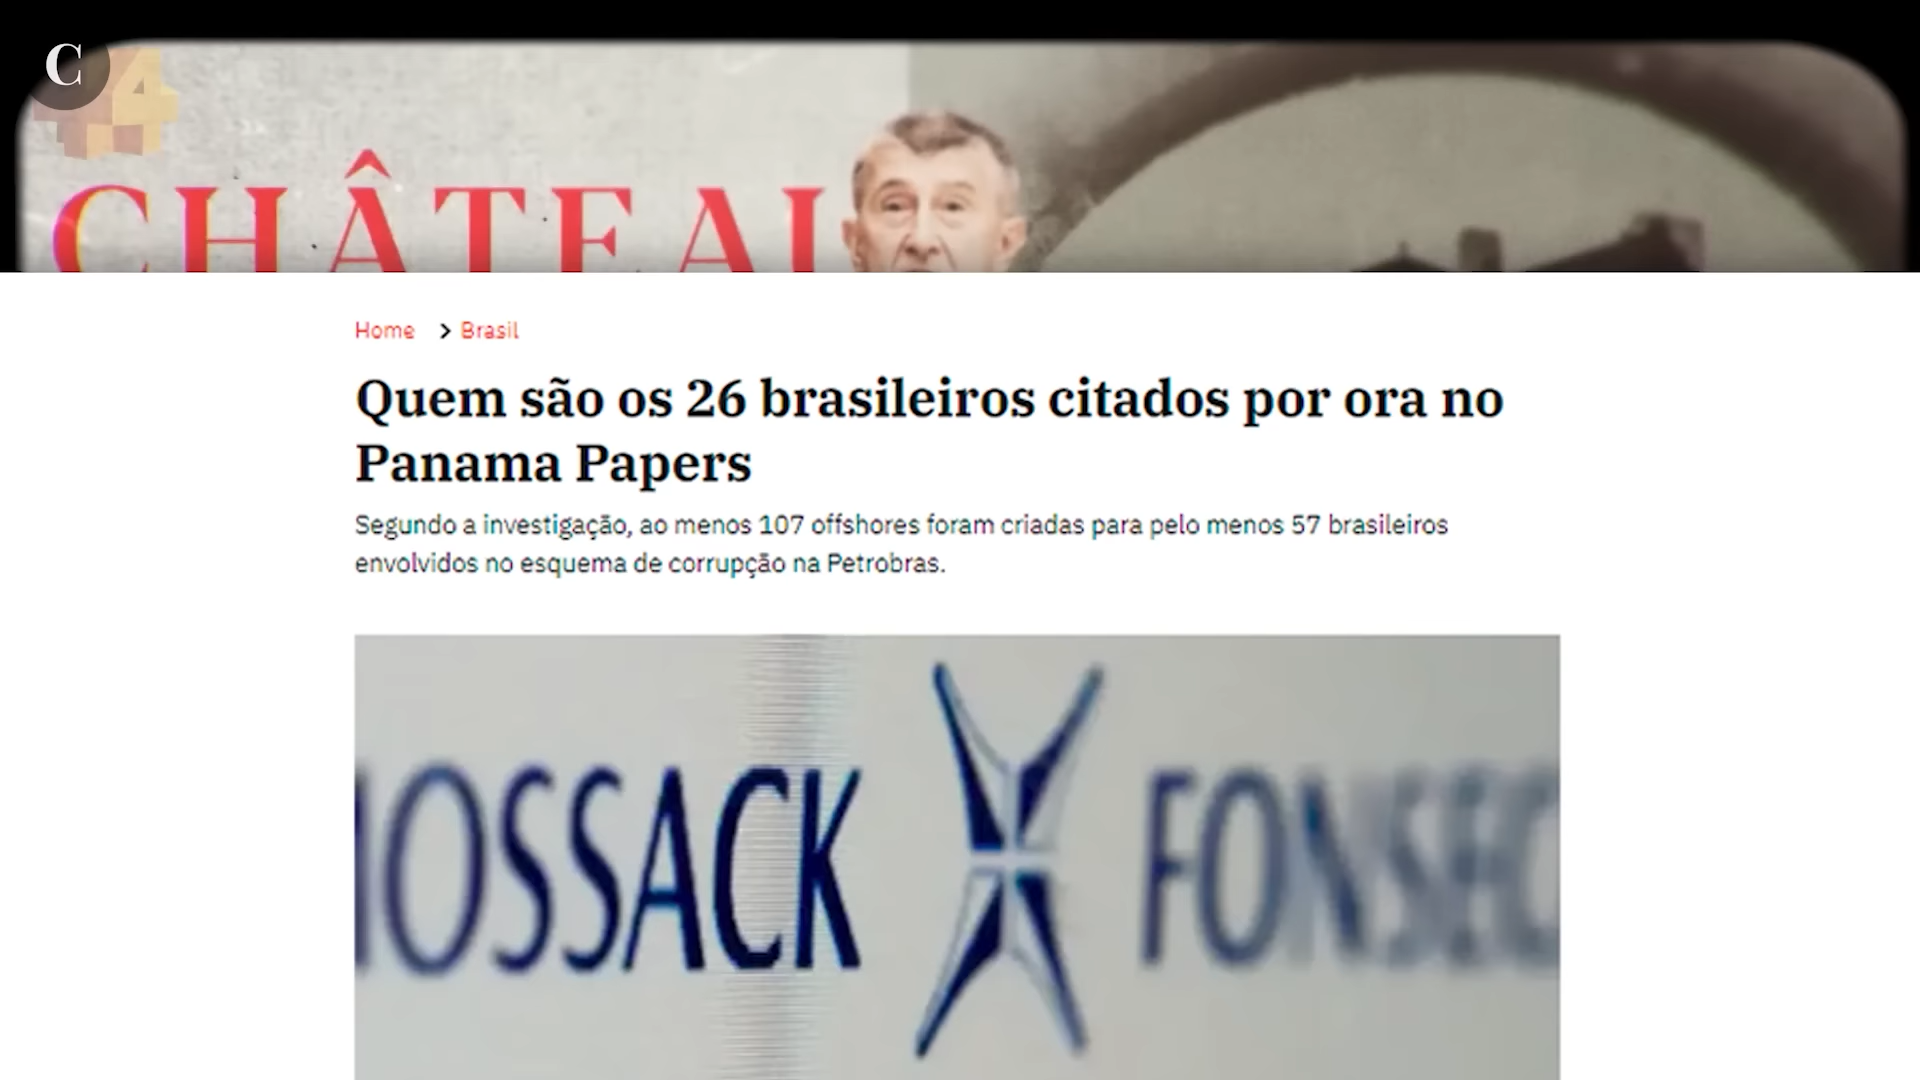 C
4
CHÂTEAU
Home > Brasil
Quem são os 26 brasileiros citados por ora no
Panama Papers
Segundo a investigação, ao menos 107 offshores foram criadas para pelo menos 57 brasileiros
envolvidos no esquema de corrupção na Petrobras.
OSSACK FONSEC